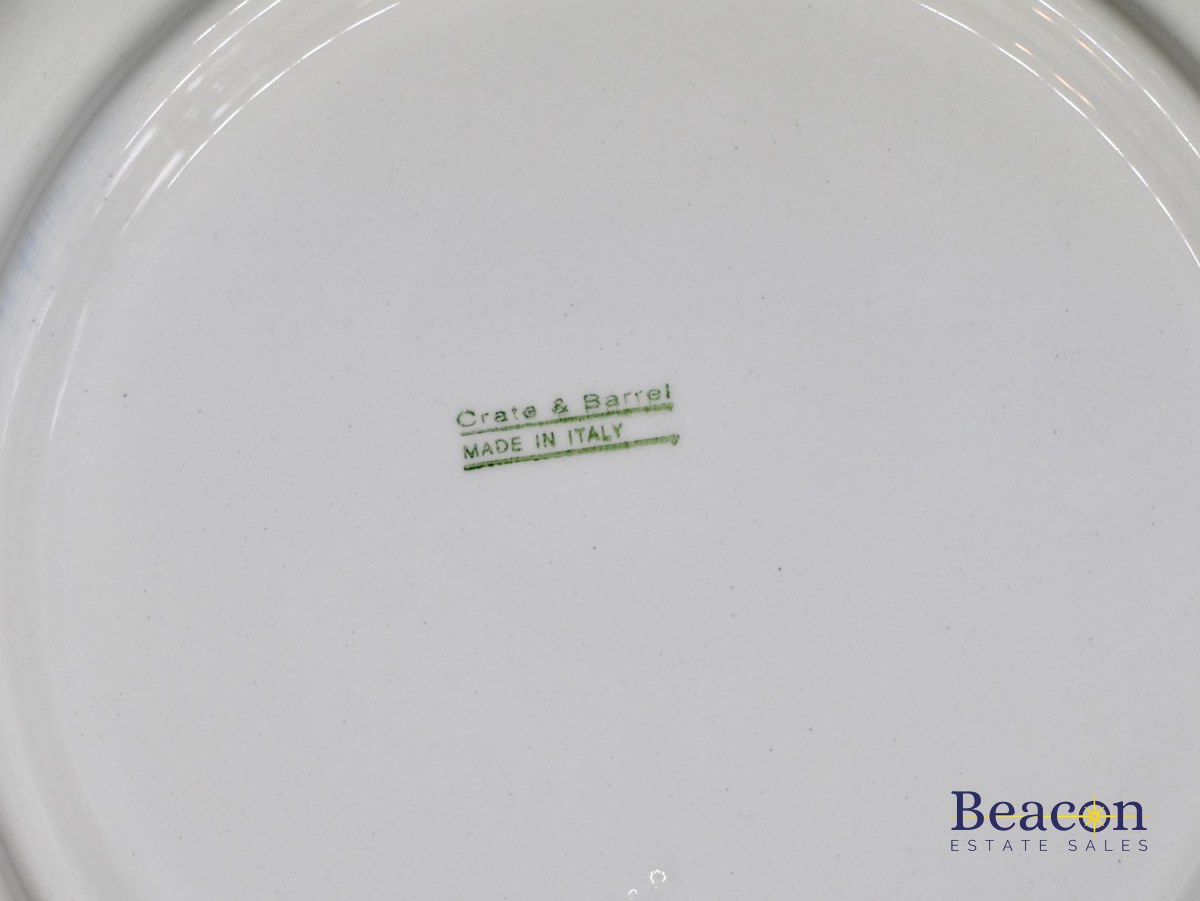 Crate & Barrel
MADE IN ITALY
Beacon
ESTATE SALES